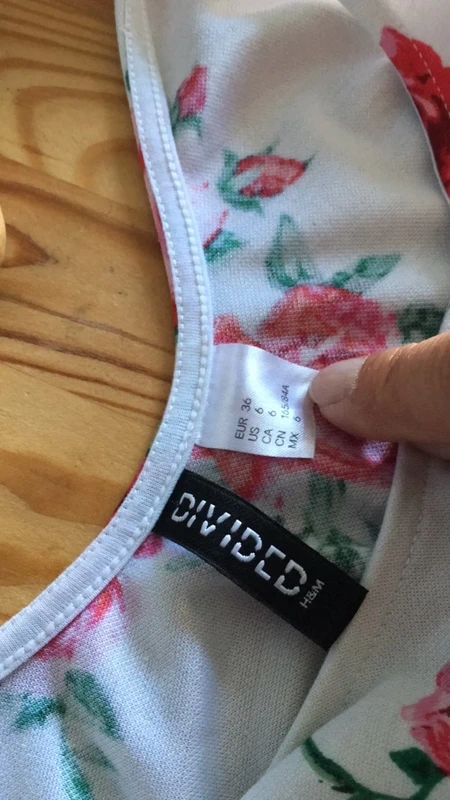 EUR 36
US 6
CA 6
CN 165/84A
MX 6
DIVIDED
H&M